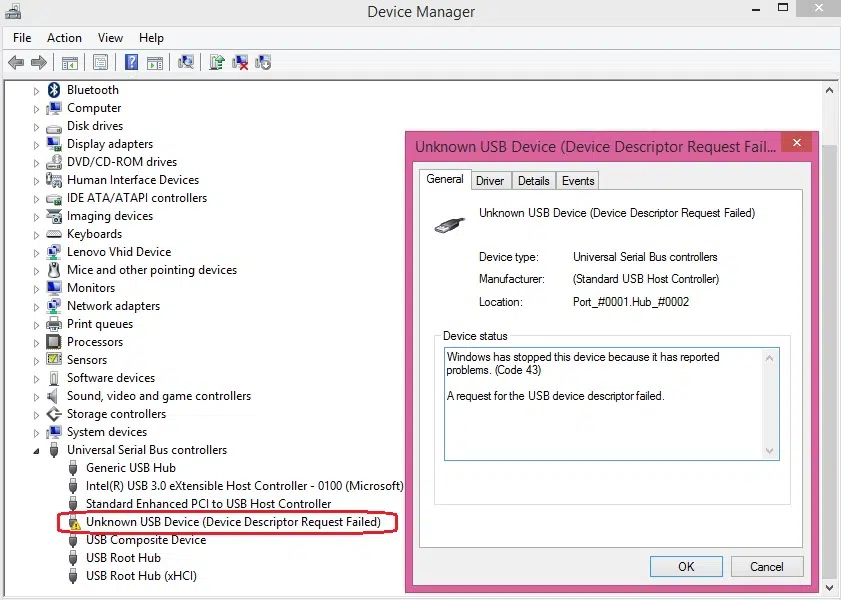 Device Manager
File Action View Help
Bluetooth
Computer
Disk drives
Display adapters
DVD/CD-ROM drives
Human Interface Devices
IDE ATA/ATAPI controllers
Imaging devices
Keyboards
Lenovo Vhid Device
Mice and other pointing devices
Monitors
Network adapters
Print queues
Processors
Sensors
Software devices
Sound, video and game controllers
Storage controllers
System devices
Universal Serial Bus controllers
Generic USB Hub
Intel(R) USB 3.0 eXtensible Host Controller - 0100 (Microsoft)
Standard Enhanced PCI to USB Host Controller
Unknown USB Device (Device Descriptor Request Failed)
USB Composite Device
USB Root Hub
USB Root Hub (xHCI)
Unknown USB Device (Device Descriptor Request Fail...
General Driver Details Events
Unknown USB Device (Device Descriptor Request Failed)
Device type: Universal Serial Bus controllers
Manufacturer: (Standard USB Host Controller)
Location: Port_#0001.Hub_#0002
Device status
Windows has stopped this device because it has reported
problems. (Code 43)
A request for the USB device descriptor failed.
OK Cancel